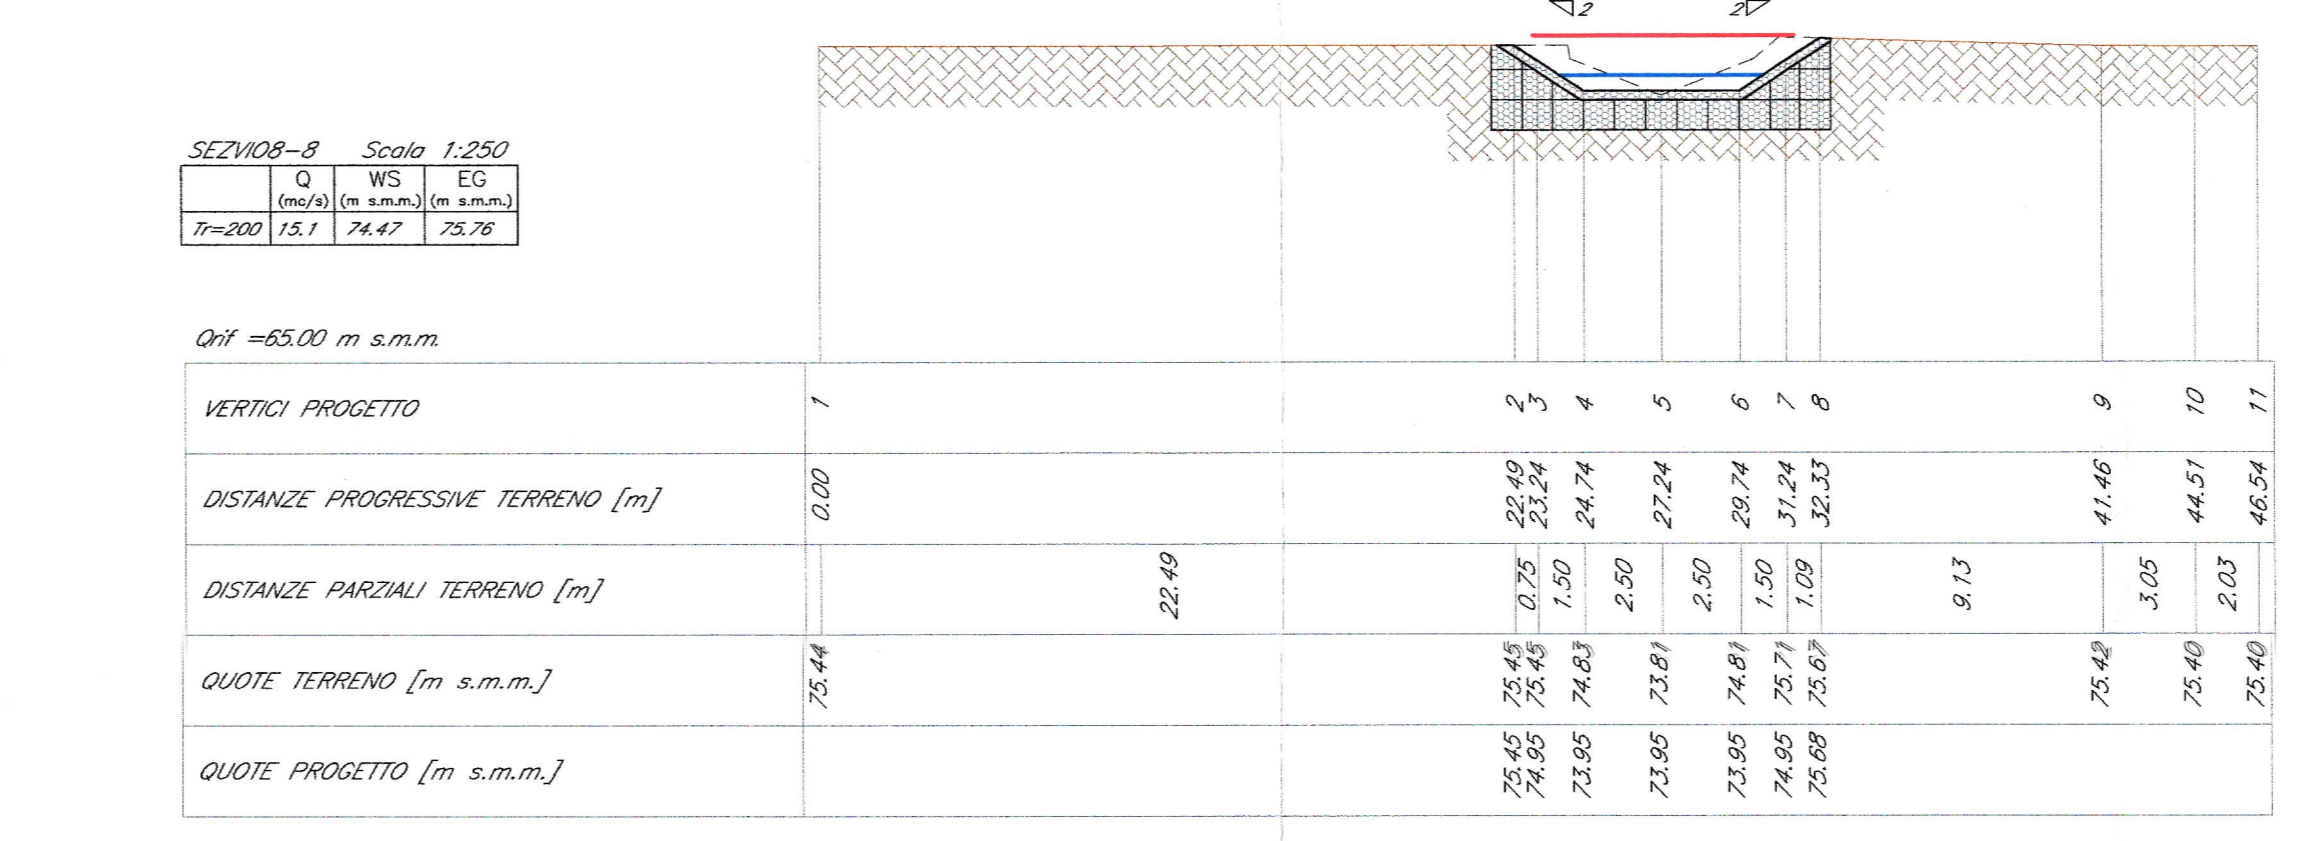 2 2
SEZVIO8-8 Scala 1:250
Q WS EG
(mc/s) (m s.m.m.) (m s.m.m.)
Tr=200 15.1 74.47 75.76
Qrif =65.00 m s.m.m.
VERTICI PROGETTO 1 2 3 4 5 6 7 8 9 10 11
DISTANZE PROGRESSIVE TERRENO [m] 0.00 22.49 23.24 24.74 27.24 29.74 31.24 32.33 41.46 44.51 46.54
DISTANZE PARZIALI TERRENO [m] 22.49 0.75 1.50 2.50 2.50 1.50 1.09 9.13 3.05 2.03
QUOTE TERRENO [m s.m.m.] 75.44 75.45 75.45 74.83 73.81 74.81 75.71 75.67 75.42 75.40 75.40
QUOTE PROGETTO [m s.m.m.] 75.45 74.95 73.95 73.95 73.95 74.95 75.68